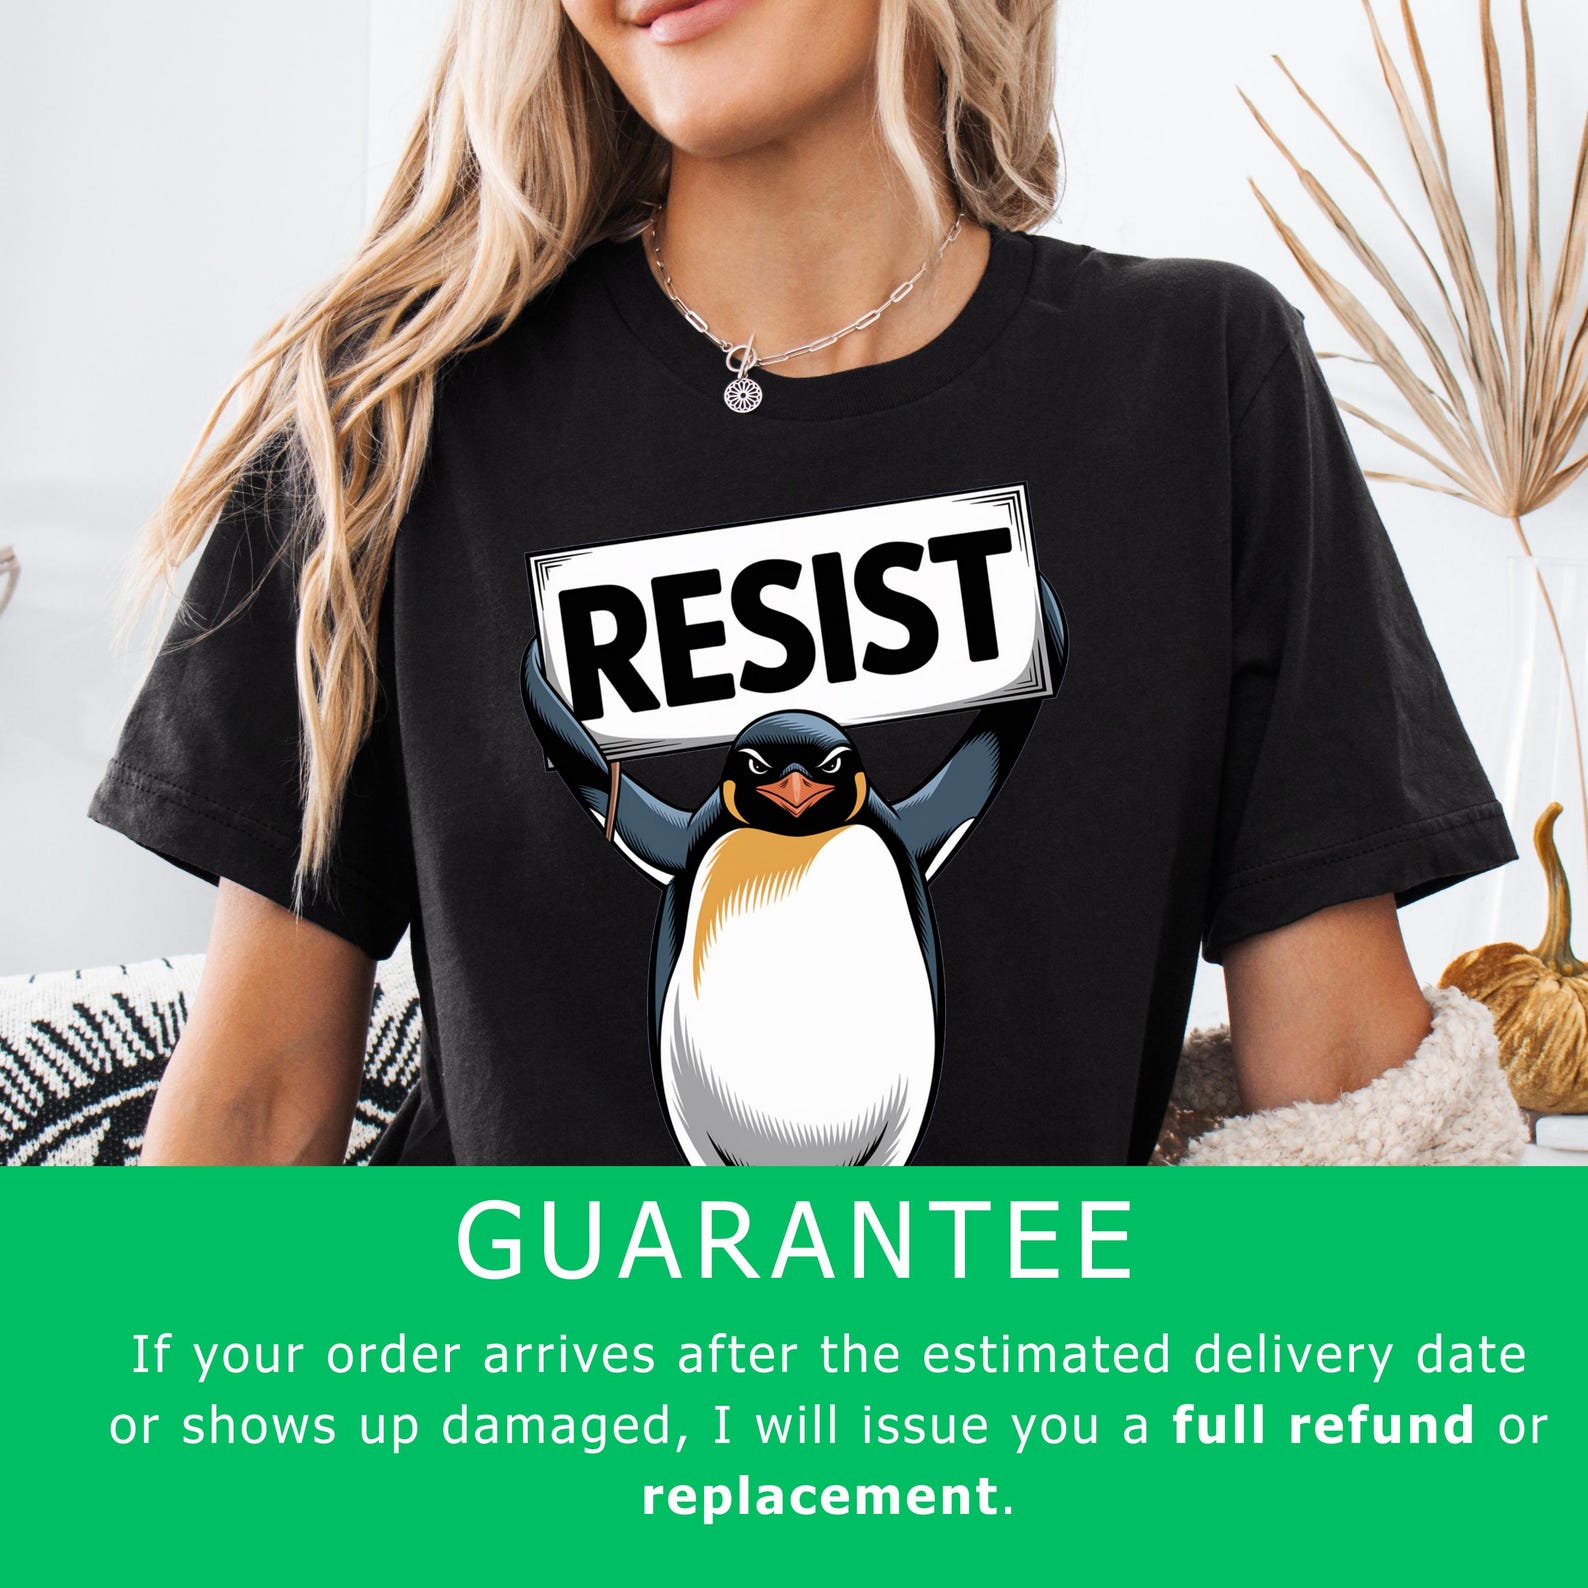 RESIST
GUARANTEE
If your order arrives after the estimated delivery date
or shows up damaged, I will issue you a full refund or
replacement.